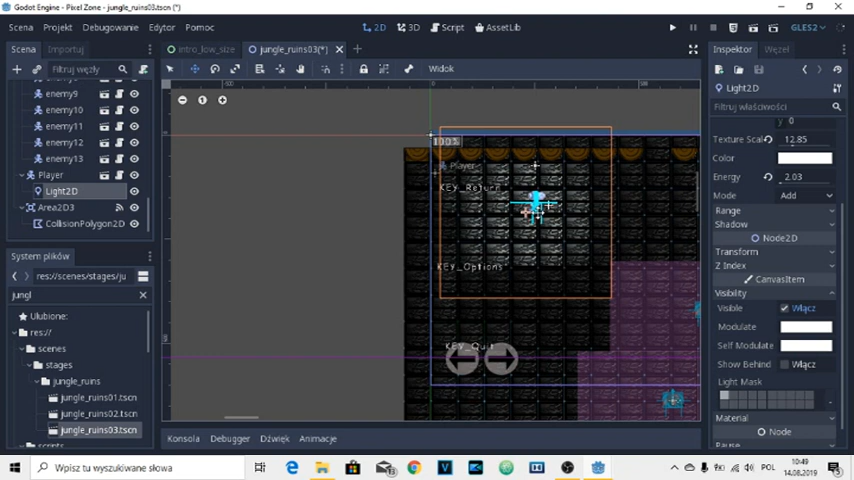 Godot Engine - Pixel Zone - jungle_ruins03.tscn (*)
Scena Projekt Debugowanie Edytor Pomoc 2D 3D Script AssetLib GLES2
Scena Importuj
Filtruj węzły
enemy9
enemy10
enemy11
enemy12
enemy13
Player
Light2D
Area2D3
CollisionPolygon2D
System plików
res://scenes/stages/ju
jungl
Ulubione:
res://
scenes
stages
jungle_ruins
jungle_ruins01.tscn
jungle_ruins02.tscn
jungle_ruins03.tscn
scripts
intro_low_size jungle_ruins03(*)
Widok
100%
Player
KEY_Return
KEY_Options
KEY_Quit
Konsola Debugger Dźwięk Animacje
Inspektor Węzeł
Light2D
Filtruj właściwości
y 0
Texture Scal 12.85
Color
Energy 2.03
Mode Add
Range
Shadow
Node2D
Transform
Z Index
CanvasItem
Visibility
Visible Włącz
Modulate
Self Modulate
Show Behind Włącz
Light Mask
Material
Node
Pause
Wpisz tu wyszukiwane słowa
POL
10:49
14.08.2019